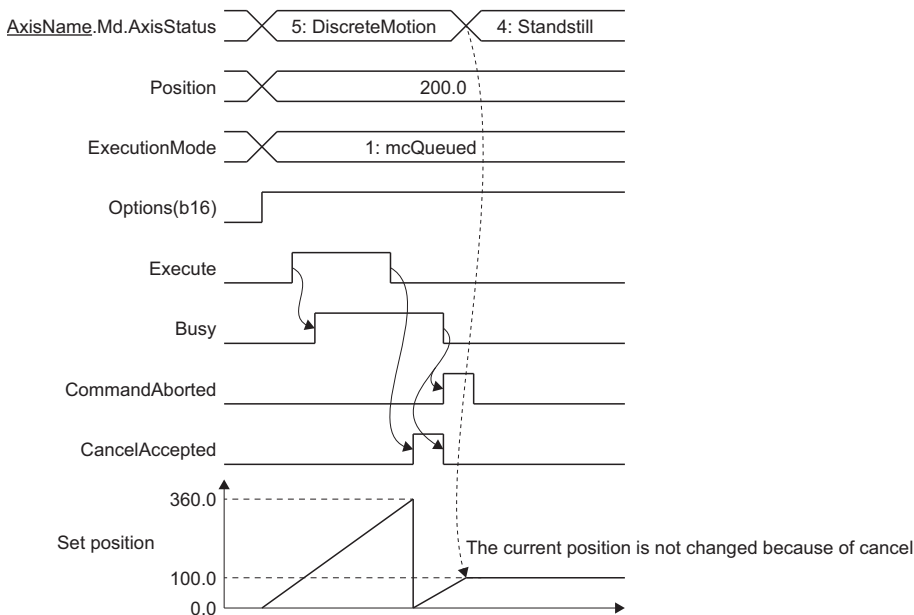 AxisName.Md.AxisStatus
5: DiscreteMotion
4: Standstill
Position
200.0
ExecutionMode
1: mcQueued
Options(b16)
Execute
Busy
CommandAborted
CancelAccepted
360.0
Set position
The current position is not changed because of cancel
100.0
0.0